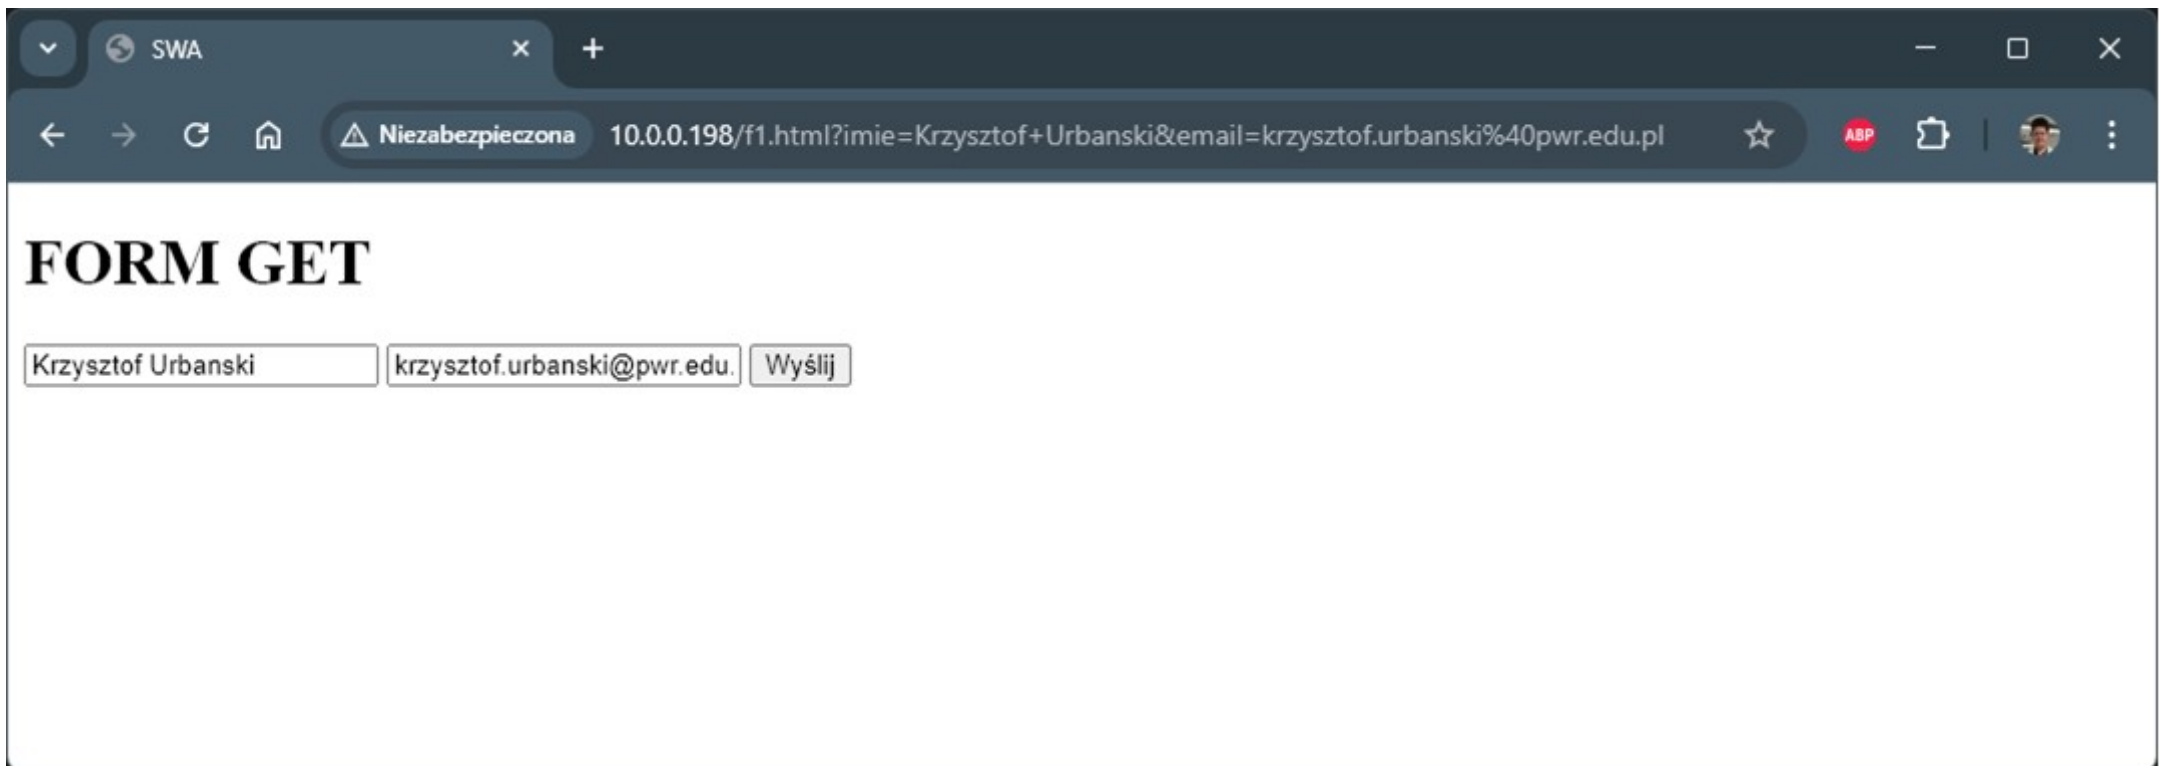 SWA
Niezabezpieczona 10.0.0.198/f1.html?imie=Krzysztof+Urbanski&email=krzysztof.urbanski%40pwr.edu.pl ABP
FORM GET
Krzysztof Urbanski krzysztof.urbanski@pwr.edu. Wyślij